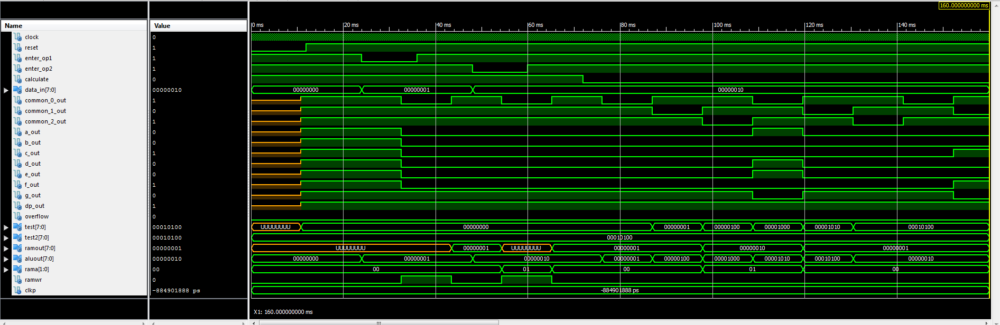 160.000000000 ms
Name Value
0 ms 20 ms 40 ms 60 ms 80 ms 100 ms 120 ms 140 ms
clock 0
reset 1
enter_op1 1
enter_op2 1
calculate 0
data_in[7:0] 00000010 00000000 00000001 00000010
common_0_out 1
common_1_out 0
common_2_out 1
a_out 0
b_out 0
c_out 1
d_out 0
e_out 0
f_out 1
g_out 0
dp_out 1
overflow 0
test[7:0] 00010100 UUUUUUUU 00000000 00000001 00000100 00001000 00001010 00010100
test2[7:0] 00010100 00010100
ramout[7:0] 00000001 UUUUUUUU 00000001 UUUUUUUU 00000001 00000010 00000001
aluout[7:0] 00000010 00000000 00000001 00000010 00000001 00000100 00001000 00001010 00010100 00000010
rama[1:0] 00 00 01 00 01 00
ramwr 0
clkp -884901888 ps -884901888 ps
X1: 160.000000000 ms